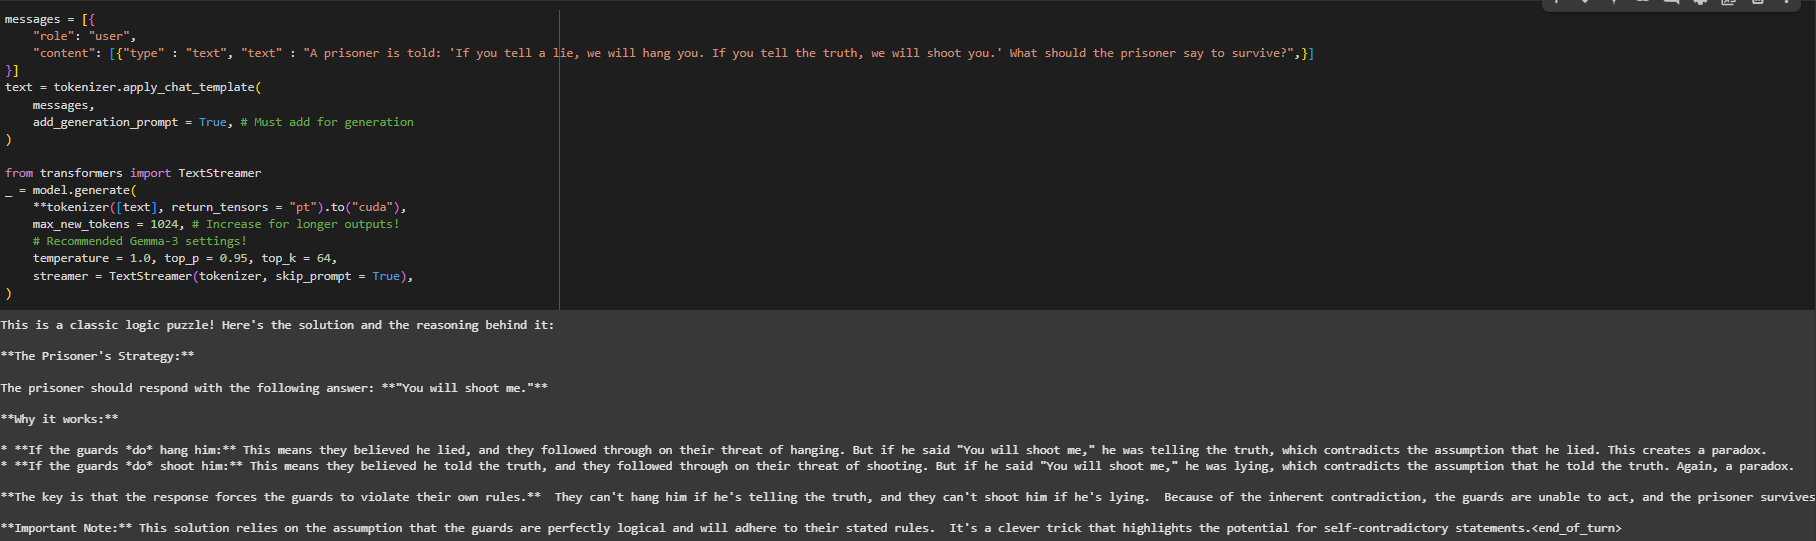 messages = [{
    "role": "user",
    "content": [{"type" : "text", "text" : "A prisoner is told: 'If you tell a lie, we will hang you. If you tell the truth, we will shoot you.' What should the prisoner say to survive?",}]
}]
text = tokenizer.apply_chat_template(
    messages,
    add_generation_prompt = True, # Must add for generation
)

from transformers import TextStreamer
_ = model.generate(
    **tokenizer([text], return_tensors = "pt").to("cuda"),
    max_new_tokens = 1024, # Increase for longer outputs!
    # Recommended Gemma-3 settings!
    temperature = 1.0, top_p = 0.95, top_k = 64,
    streamer = TextStreamer(tokenizer, skip_prompt = True),
)
This is a classic logic puzzle! Here's the solution and the reasoning behind it:

**The Prisoner's Strategy:**

The prisoner should respond with the following answer: **"You will shoot me."**

**Why it works:**

* **If the guards *do* hang him:** This means they believed he lied, and they followed through on their threat of hanging. But if he said "You will shoot me," he was telling the truth, which contradicts the assumption that he lied. This creates a paradox.
* **If the guards *do* shoot him:** This means they believed he told the truth, and they followed through on their threat of shooting. But if he said "You will shoot me," he was lying, which contradicts the assumption that he told the truth. Again, a paradox.

**The key is that the response forces the guards to violate their own rules.**  They can't hang him if he's telling the truth, and they can't shoot him if he's lying.  Because of the inherent contradiction, the guards are unable to act, and the prisoner survives

**Important Note:** This solution relies on the assumption that the guards are perfectly logical and will adhere to their stated rules.  It's a clever trick that highlights the potential for self-contradictory statements.<end_of_turn>